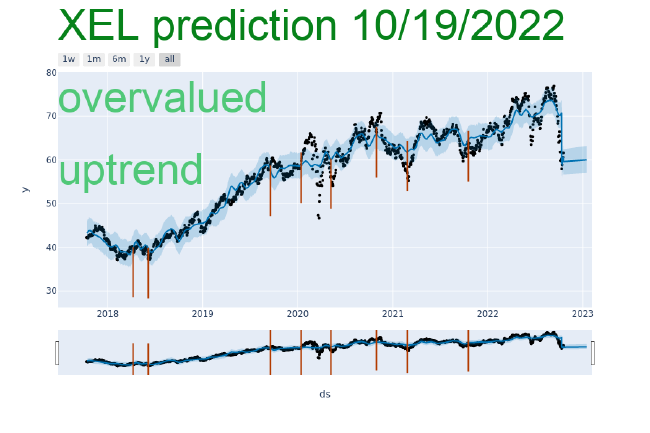 XEL prediction 10/19/2022
1w 1m 6m 1y all
80
overvalued
70
60
uptrend
y
50
40
30
2018 2019 2020 2021 2022 2023
ds